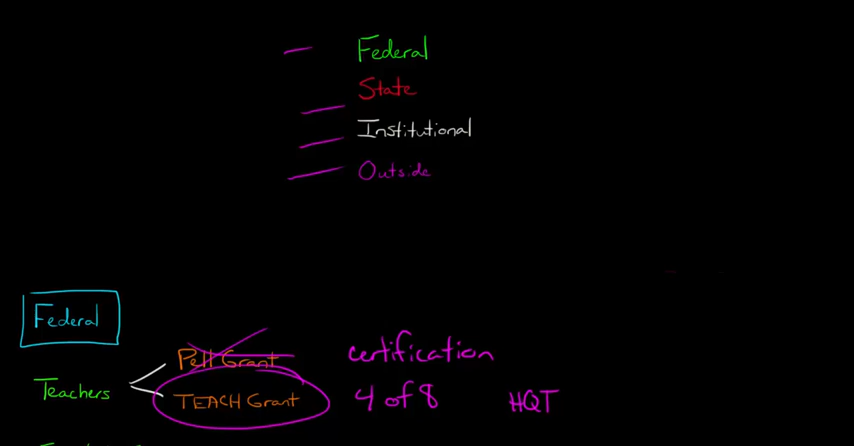 Federal
State
Institutional
Outside
Federal
Pell Grant
certification
Teachers
TEACH Grant
4 of 8
HQT